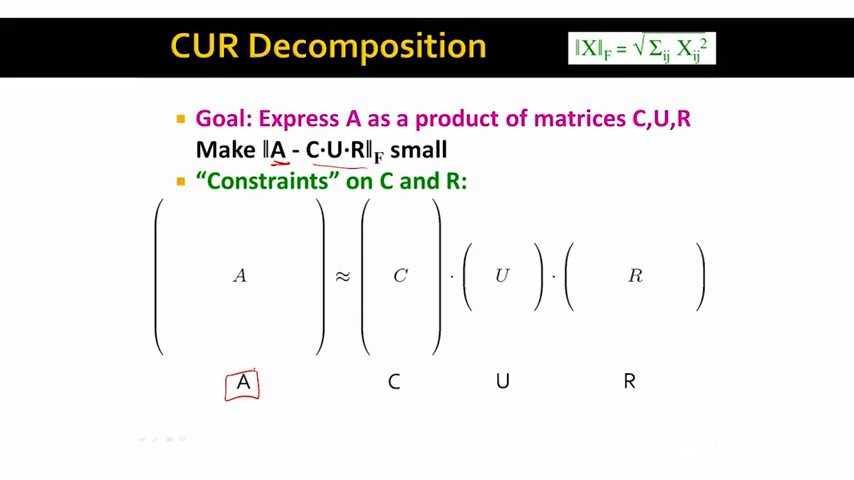 CUR Decomposition
‖X‖F = √ Σij Xij²
Goal: Express A as a product of matrices C,U,R
Make ‖A - C·U·R‖F small
“Constraints” on C and R:
( A ) ≈ ( C ) · ( U ) · ( R )
A C U R